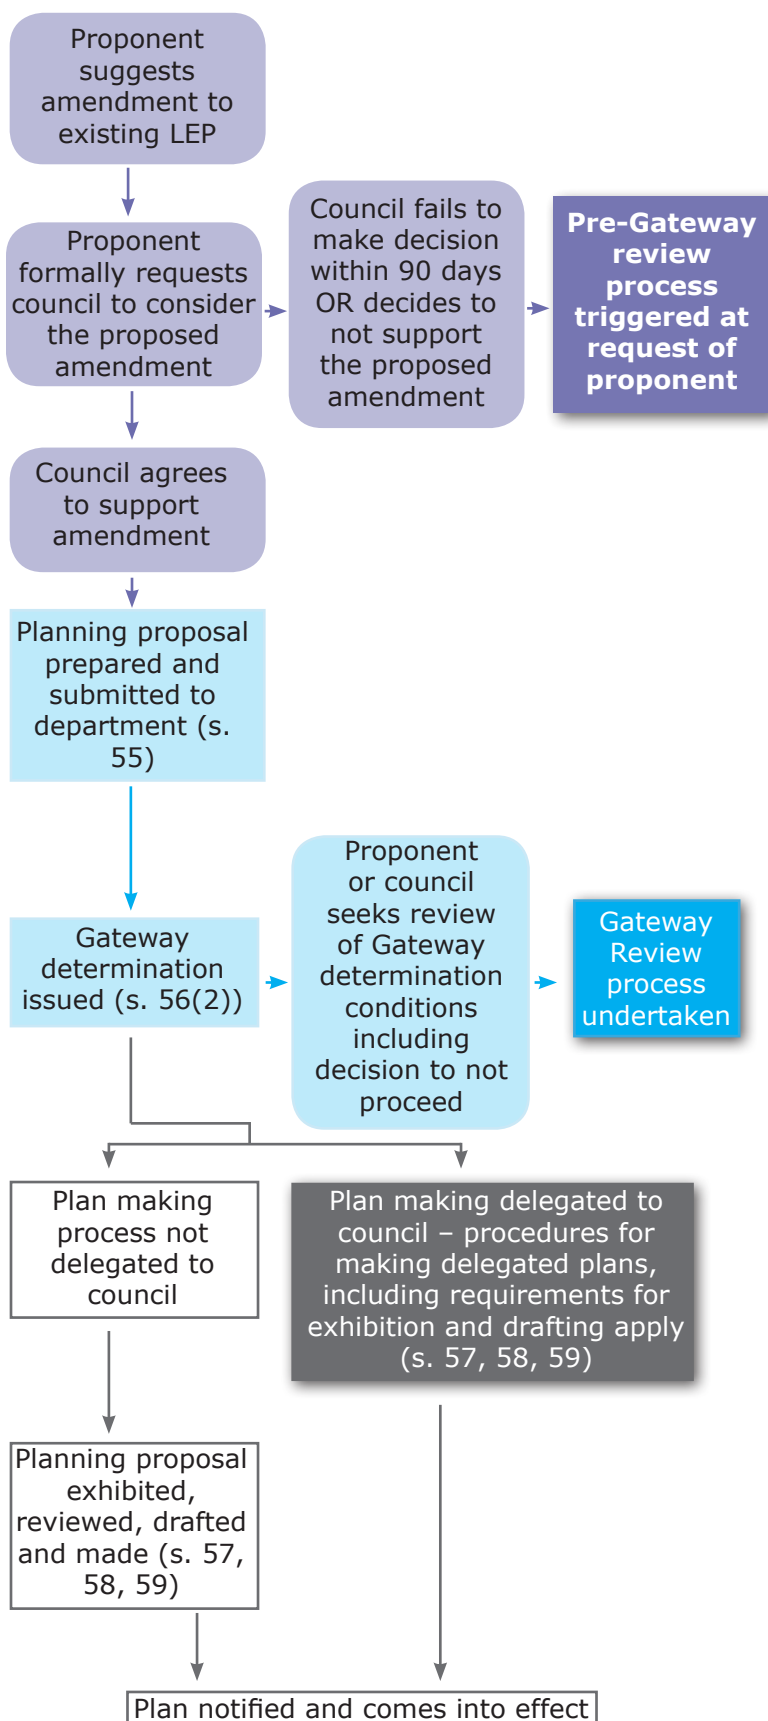 Proponent
suggests
amendment to
existing LEP
Proponent
formally requests
council to consider
the proposed
amendment
Council fails to
make decision
within 90 days
OR decides to
not support
the proposed
amendment
Pre-Gateway
review
process
triggered at
request of
proponent
Council agrees
to support
amendment
Planning proposal
prepared and
submitted to
department (s.
55)
Gateway
determination
issued (s. 56(2))
Proponent
or council
seeks review
of Gateway
determination
conditions
including
decision to not
proceed
Gateway
Review
process
undertaken
Plan making
process not
delegated to
council
Plan making delegated to
council – procedures for
making delegated plans,
including requirements for
exhibition and drafting apply
(s. 57, 58, 59)
Planning proposal
exhibited,
reviewed, drafted
and made (s. 57,
58, 59)
Plan notified and comes into effect